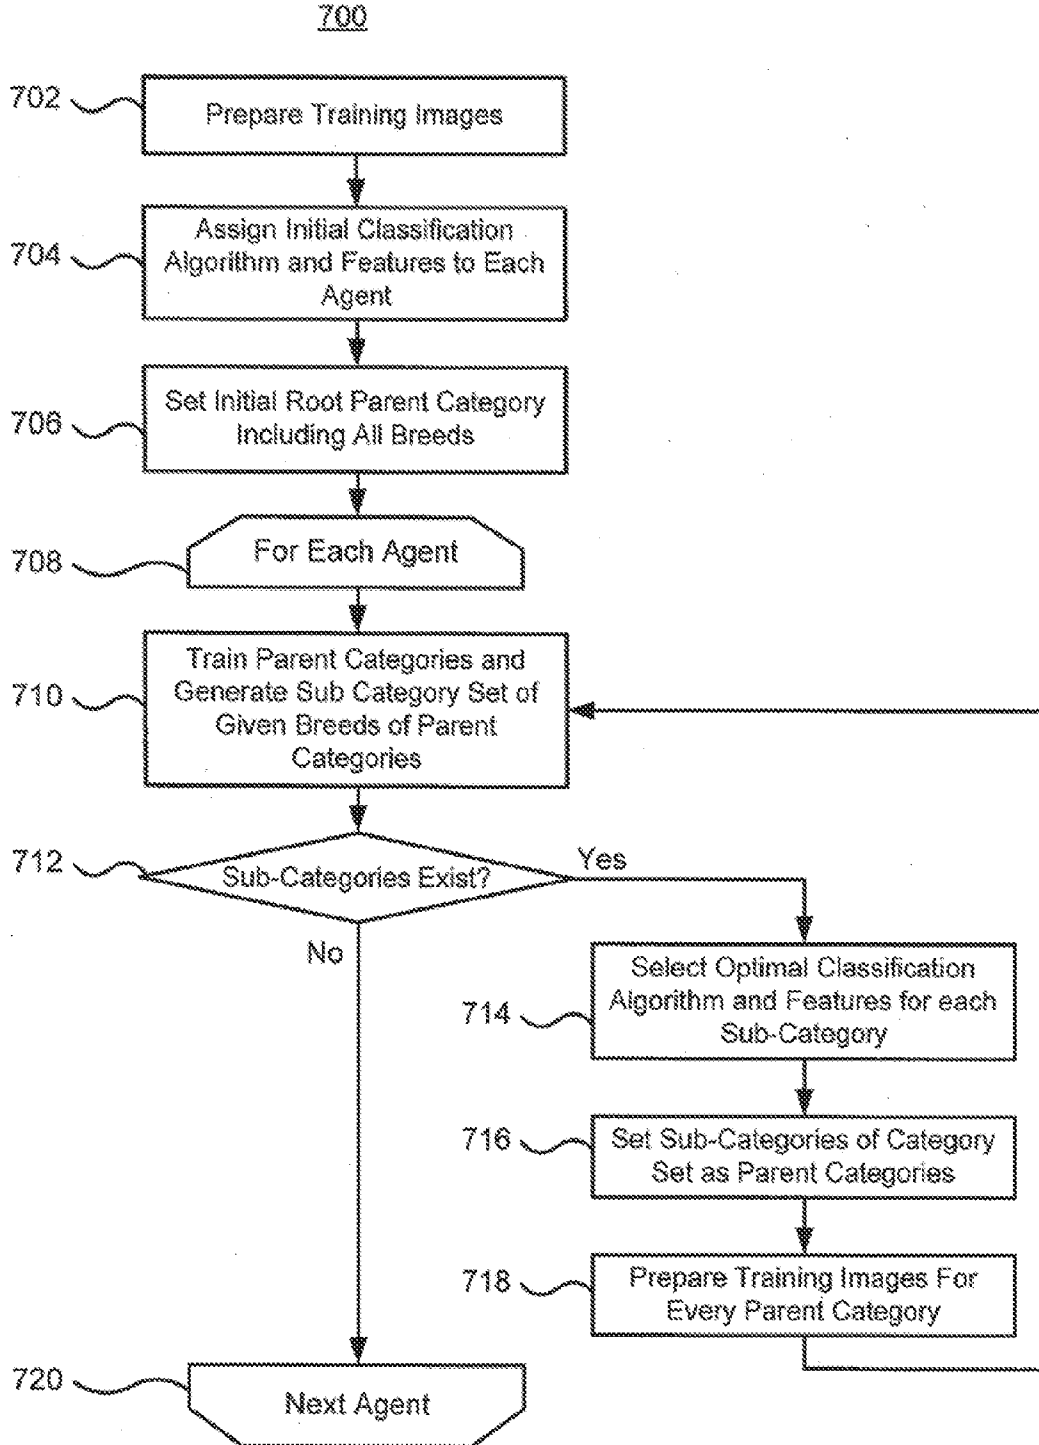 700
702
Prepare Training Images
704
Assign Initial Classification
Algorithm and Features to Each
Agent
706
Set Initial Root Parent Category
Including All Breeds
708
For Each Agent
710
Train Parent Categories and
Generate Sub Category Set of
Given Breeds of Parent
Categories
712
Sub-Categories Exist?
Yes
No
714
Select Optimal Classification
Algorithm and Features for each
Sub-Category
716
Set Sub-Categories of Category
Set as Parent Categories
718
Prepare Training Images For
Every Parent Category
720
Next Agent